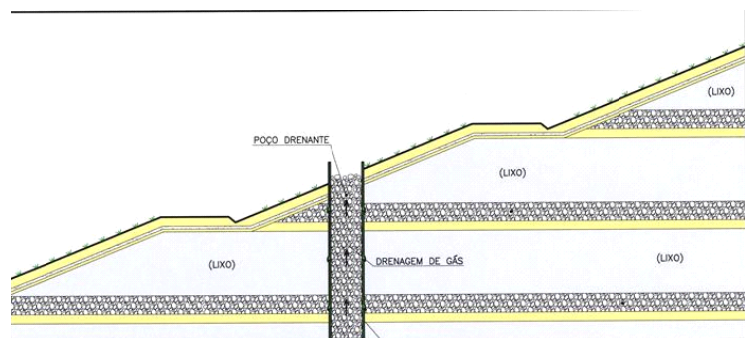 (LIXO)
POÇO DRENANTE
(LIXO)
(LIXO)
DRENAGEM DE GÁS
(LIXO)